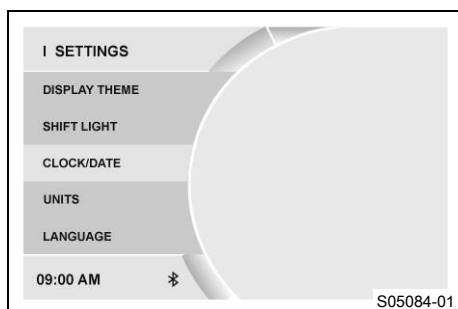 I SETTINGS
DISPLAY THEME
SHIFT LIGHT
CLOCK/DATE
UNITS
LANGUAGE
09:00 AM
S05084-01